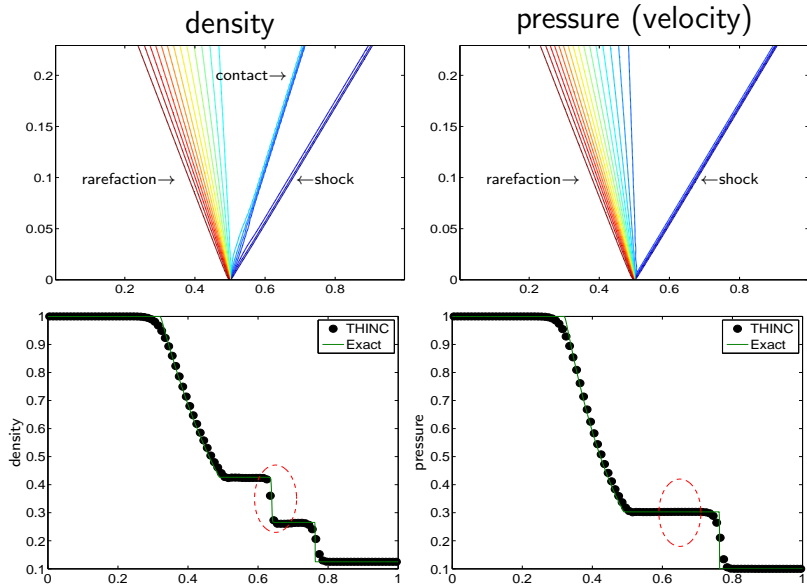 density
pressure (velocity)
0.2
0.15
0.1
0.05
0
0.2 0.4 0.6 0.8
contact→
rarefaction→
←shock
0.2
0.15
0.1
0.05
0
0.2 0.4 0.6 0.8
rarefaction→
←shock
1
0.9
0.8
0.7
0.6
0.5
0.4
0.3
0.2
0.1
0 0.2 0.4 0.6 0.8 1
density
THINC
Exact
1
0.9
0.8
0.7
0.6
0.5
0.4
0.3
0.2
0.1
0 0.2 0.4 0.6 0.8
pressure
THINC
Exact